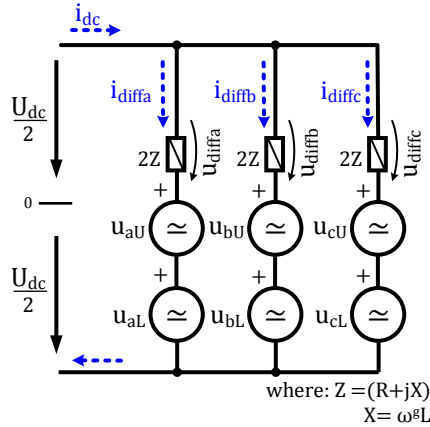 i_dc
i_diffa i_diffb i_diffc
U_dc
2
2Z u_diffa 2Z u_diffb 2Z u_diffc
0
+ + +
u_aU ≃ u_bU ≃ u_cU ≃
U_dc
2
+ + +
u_aL ≃ u_bL ≃ u_cL ≃
where: Z =(R+jX)
X= ω^gL